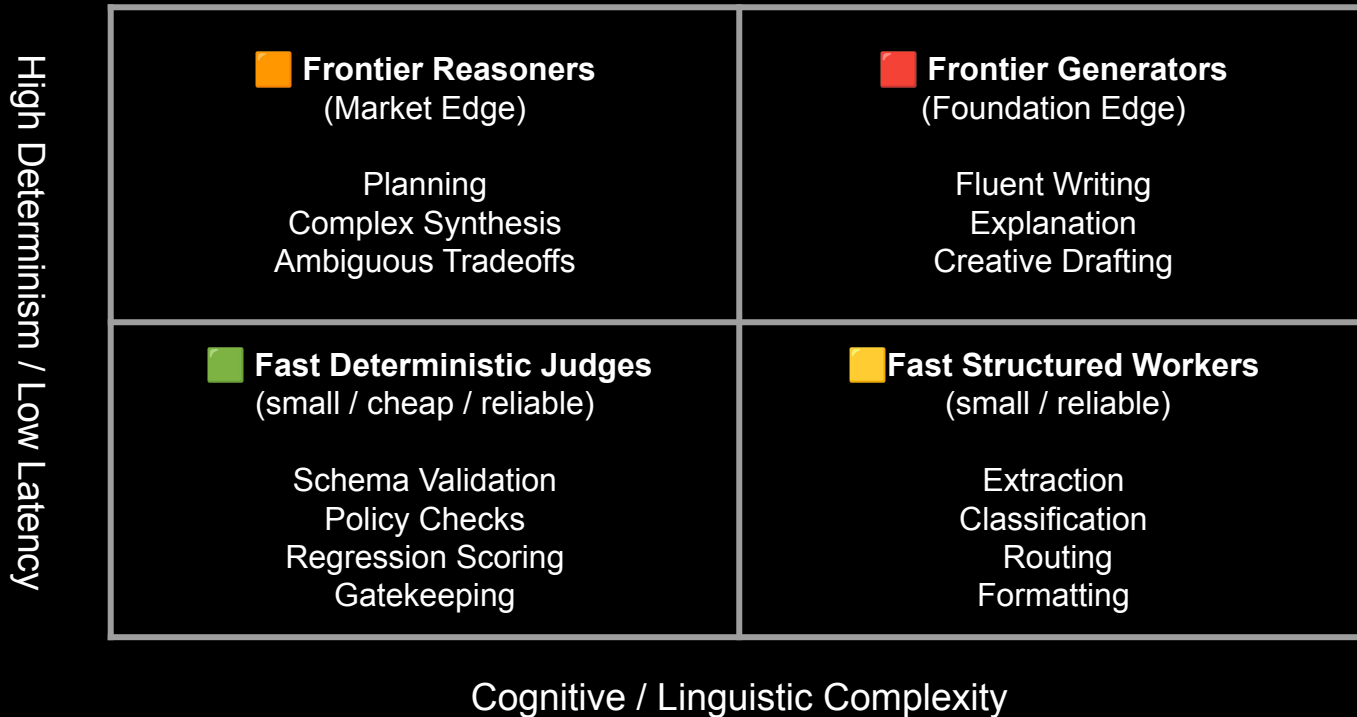 High Determinism / Low Latency
Frontier Reasoners
(Market Edge)
Planning
Complex Synthesis
Ambiguous Tradeoffs
Frontier Generators
(Foundation Edge)
Fluent Writing
Explanation
Creative Drafting
Fast Deterministic Judges
(small / cheap / reliable)
Schema Validation
Policy Checks
Regression Scoring
Gatekeeping
Fast Structured Workers
(small / reliable)
Extraction
Classification
Routing
Formatting
Cognitive / Linguistic Complexity